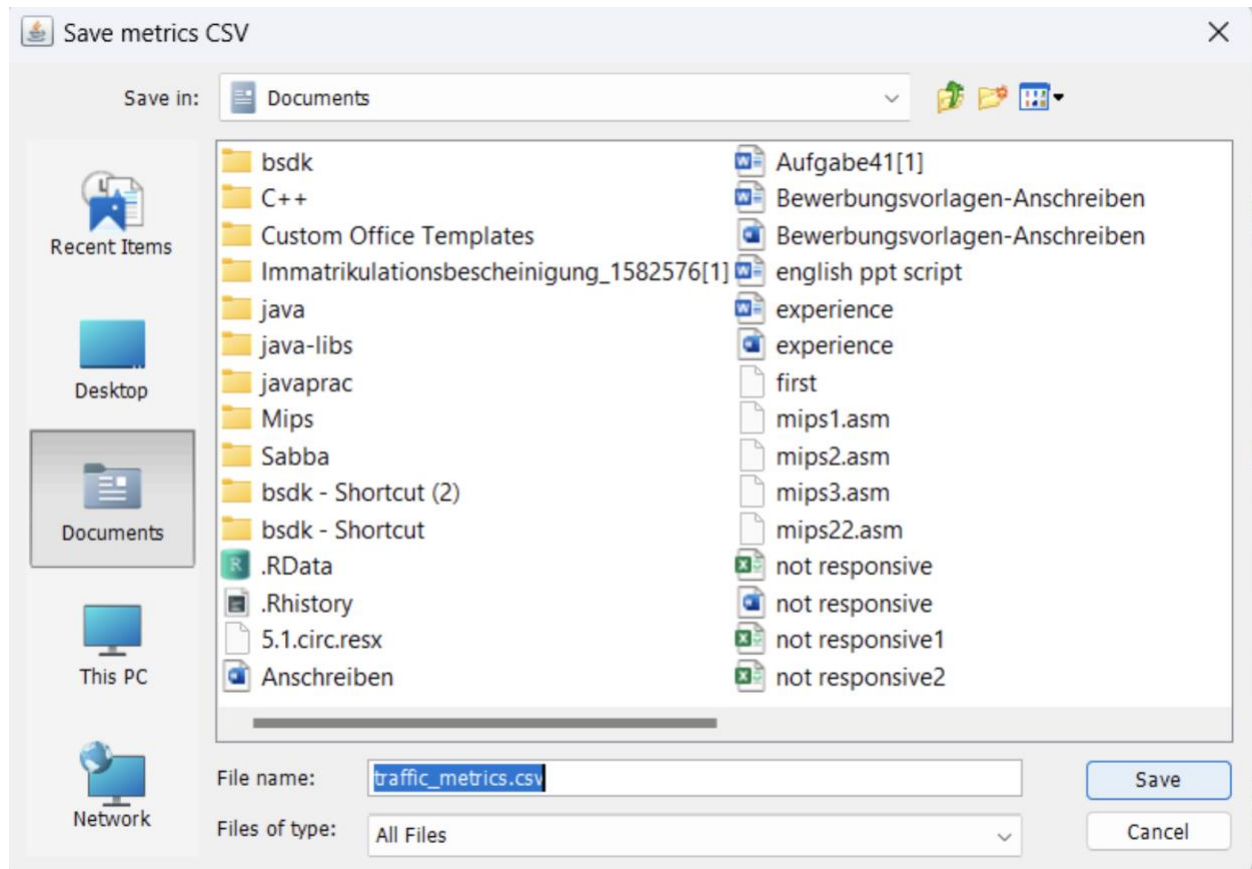 Save metrics CSV
Save in:
Documents
Recent Items
Desktop
Documents
This PC
Network
bsdk
C++
Custom Office Templates
Immatrikulationsbescheinigung_1582576[1]
java
java-libs
javaprac
Mips
Sabba
bsdk - Shortcut (2)
bsdk - Shortcut
.RData
.Rhistory
5.1.circ.resx
Anschreiben
Aufgabe41[1]
Bewerbungsvorlagen-Anschreiben
Bewerbungsvorlagen-Anschreiben
english ppt script
experience
experience
first
mips1.asm
mips2.asm
mips3.asm
mips22.asm
not responsive
not responsive
not responsive1
not responsive2
File name:
traffic_metrics.csv
Save
Files of type:
All Files
Cancel